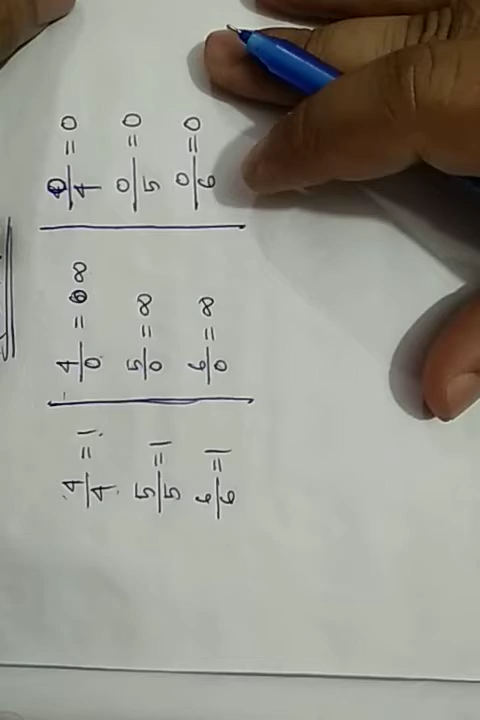 4/4 = 1 | 4/0 = ∞ | 0/4 = 0
5/5 = 1 | 5/0 = ∞ | 0/5 = 0
6/6 = 1 | 6/0 = ∞ | 0/6 = 0